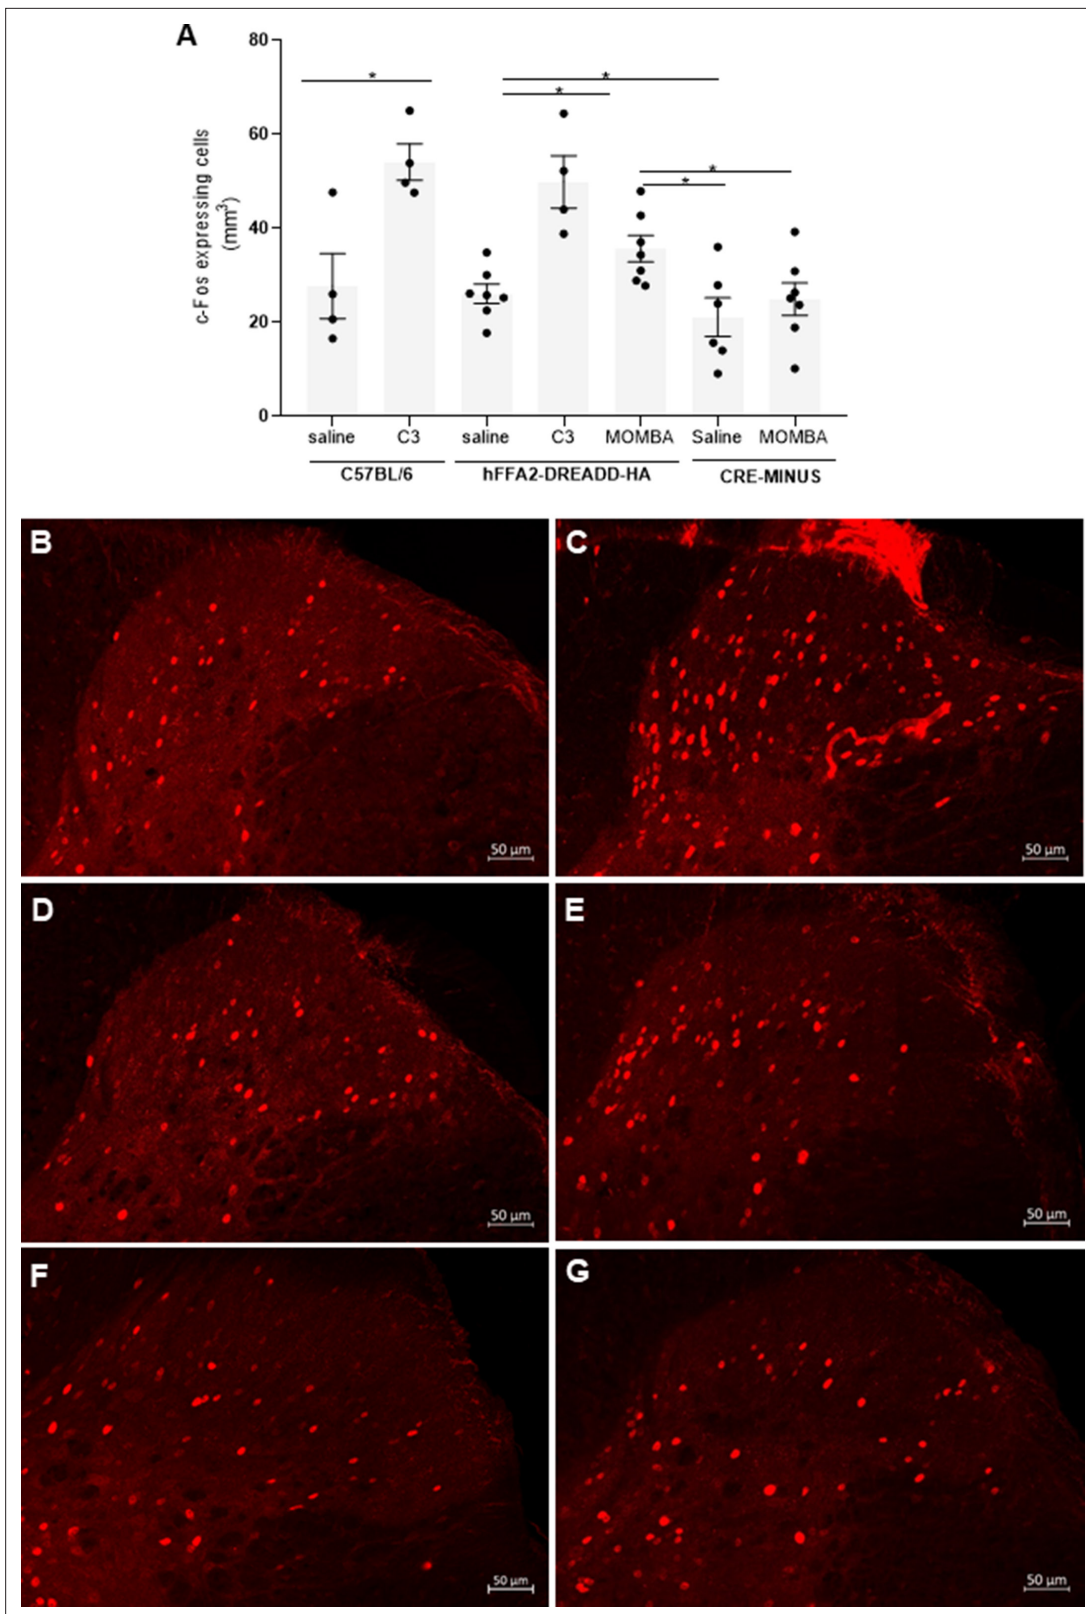 A
80
60
40
20
0
c-Fos expressing cells
(mm3)
*
*
*
*
*
saline C3 saline C3 MOMBA Saline MOMBA
C57BL/6 hFFA2-DREADD-HA CRE-MINUS
B
50 µm
C
50 µm
D
50 µm
E
50 µm
F
50 µm
G
50 µm